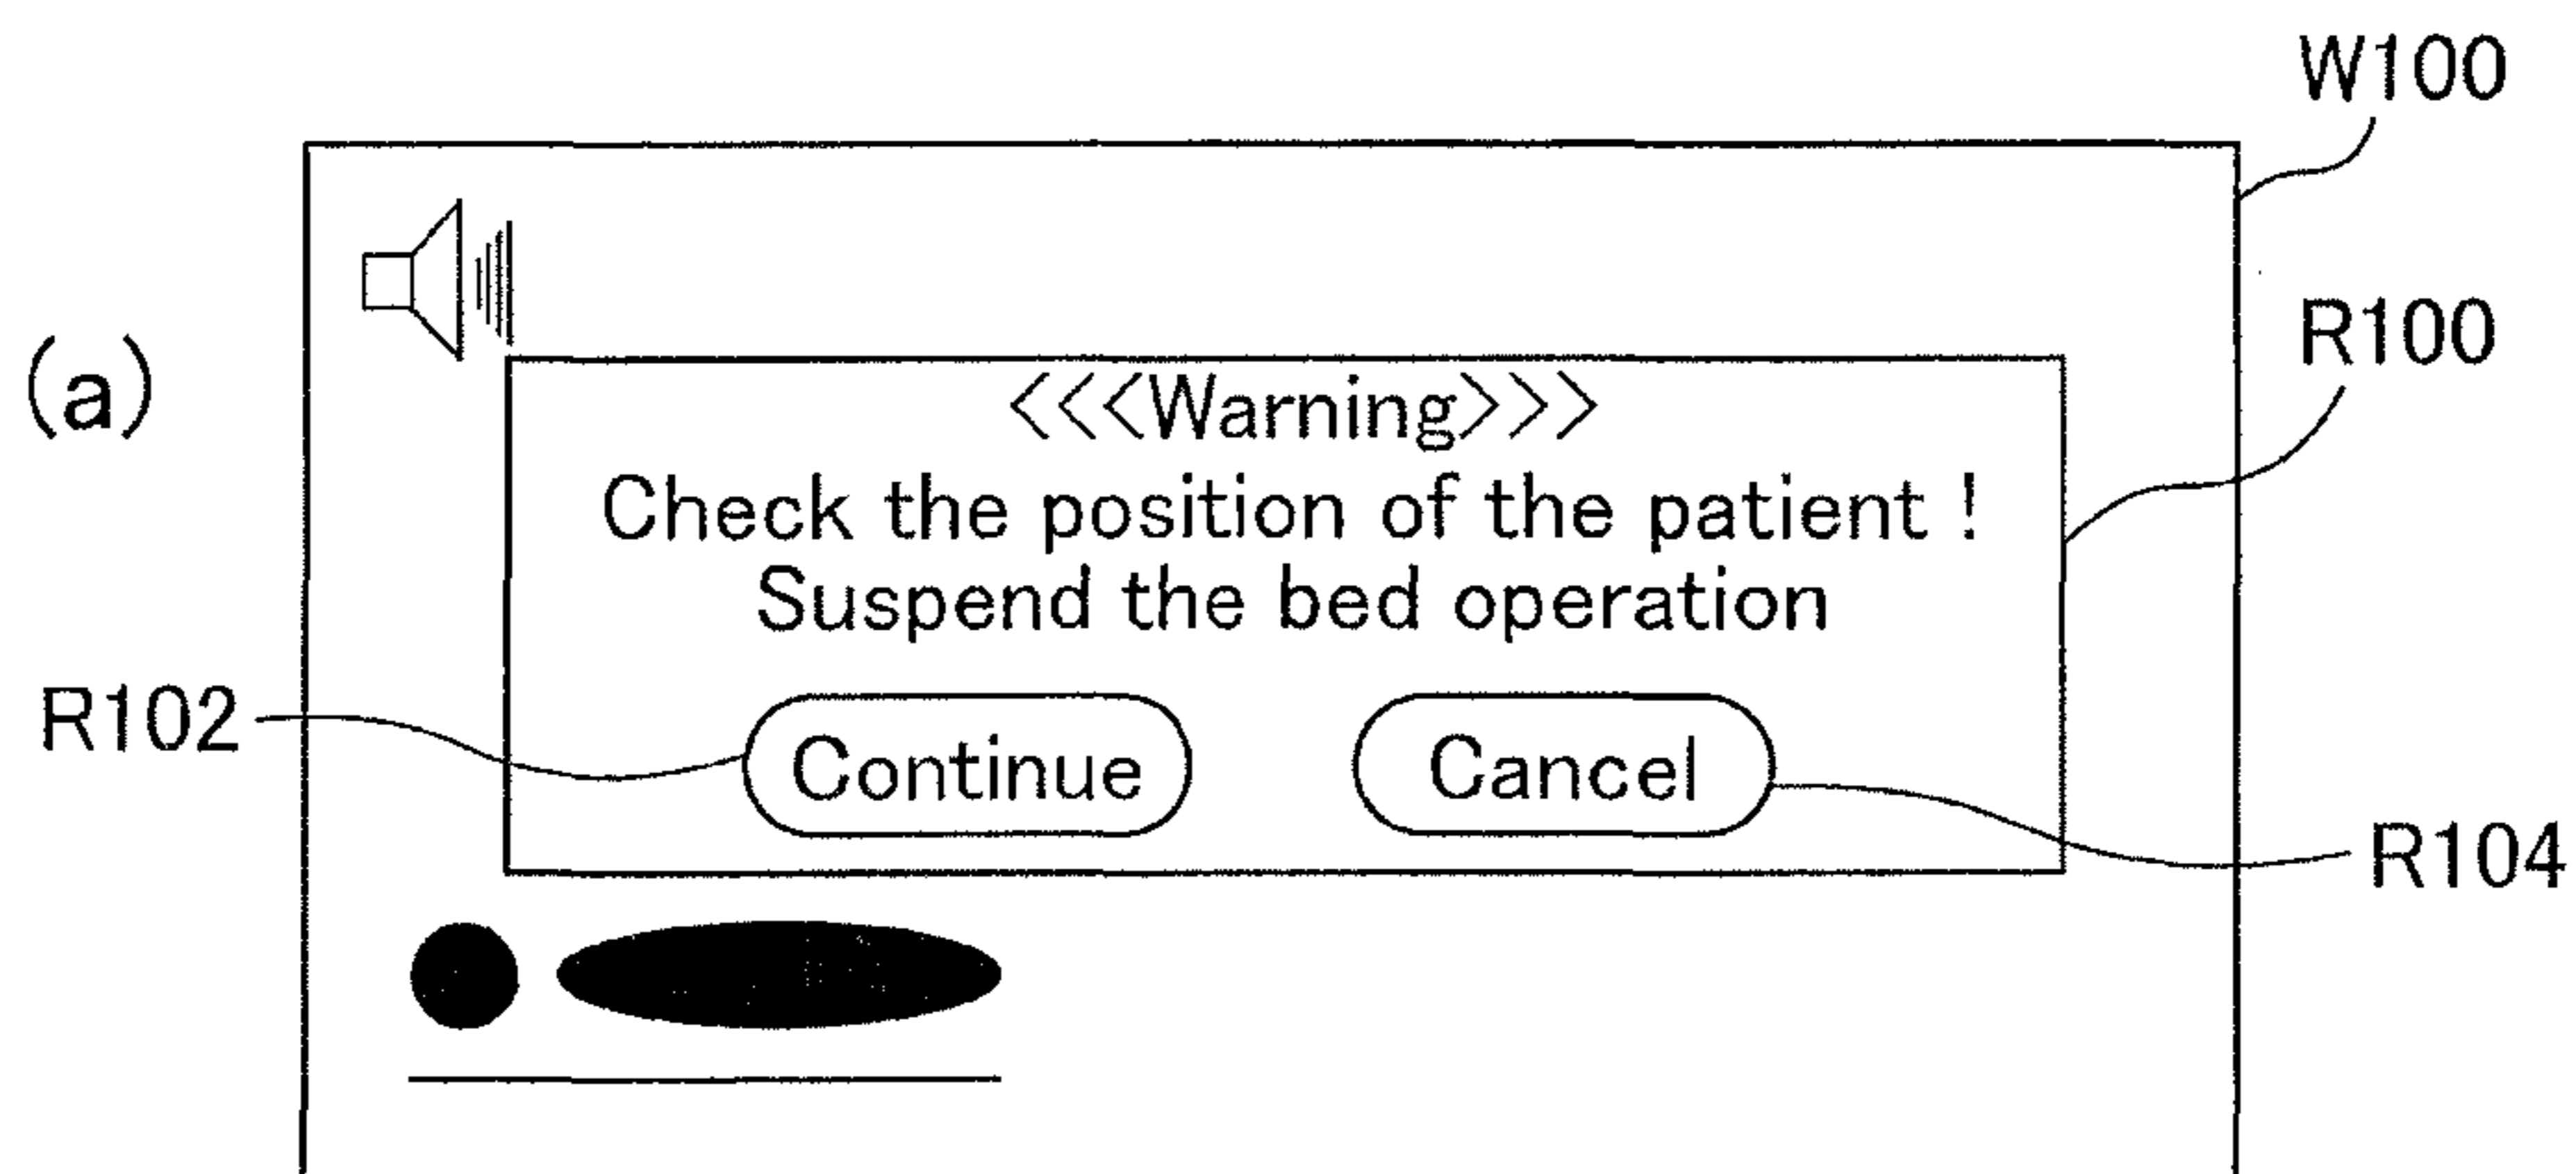 W100
R100
(a)
<<<Warning>>>
Check the position of the patient !
Suspend the bed operation
R102
Continue
Cancel
R104